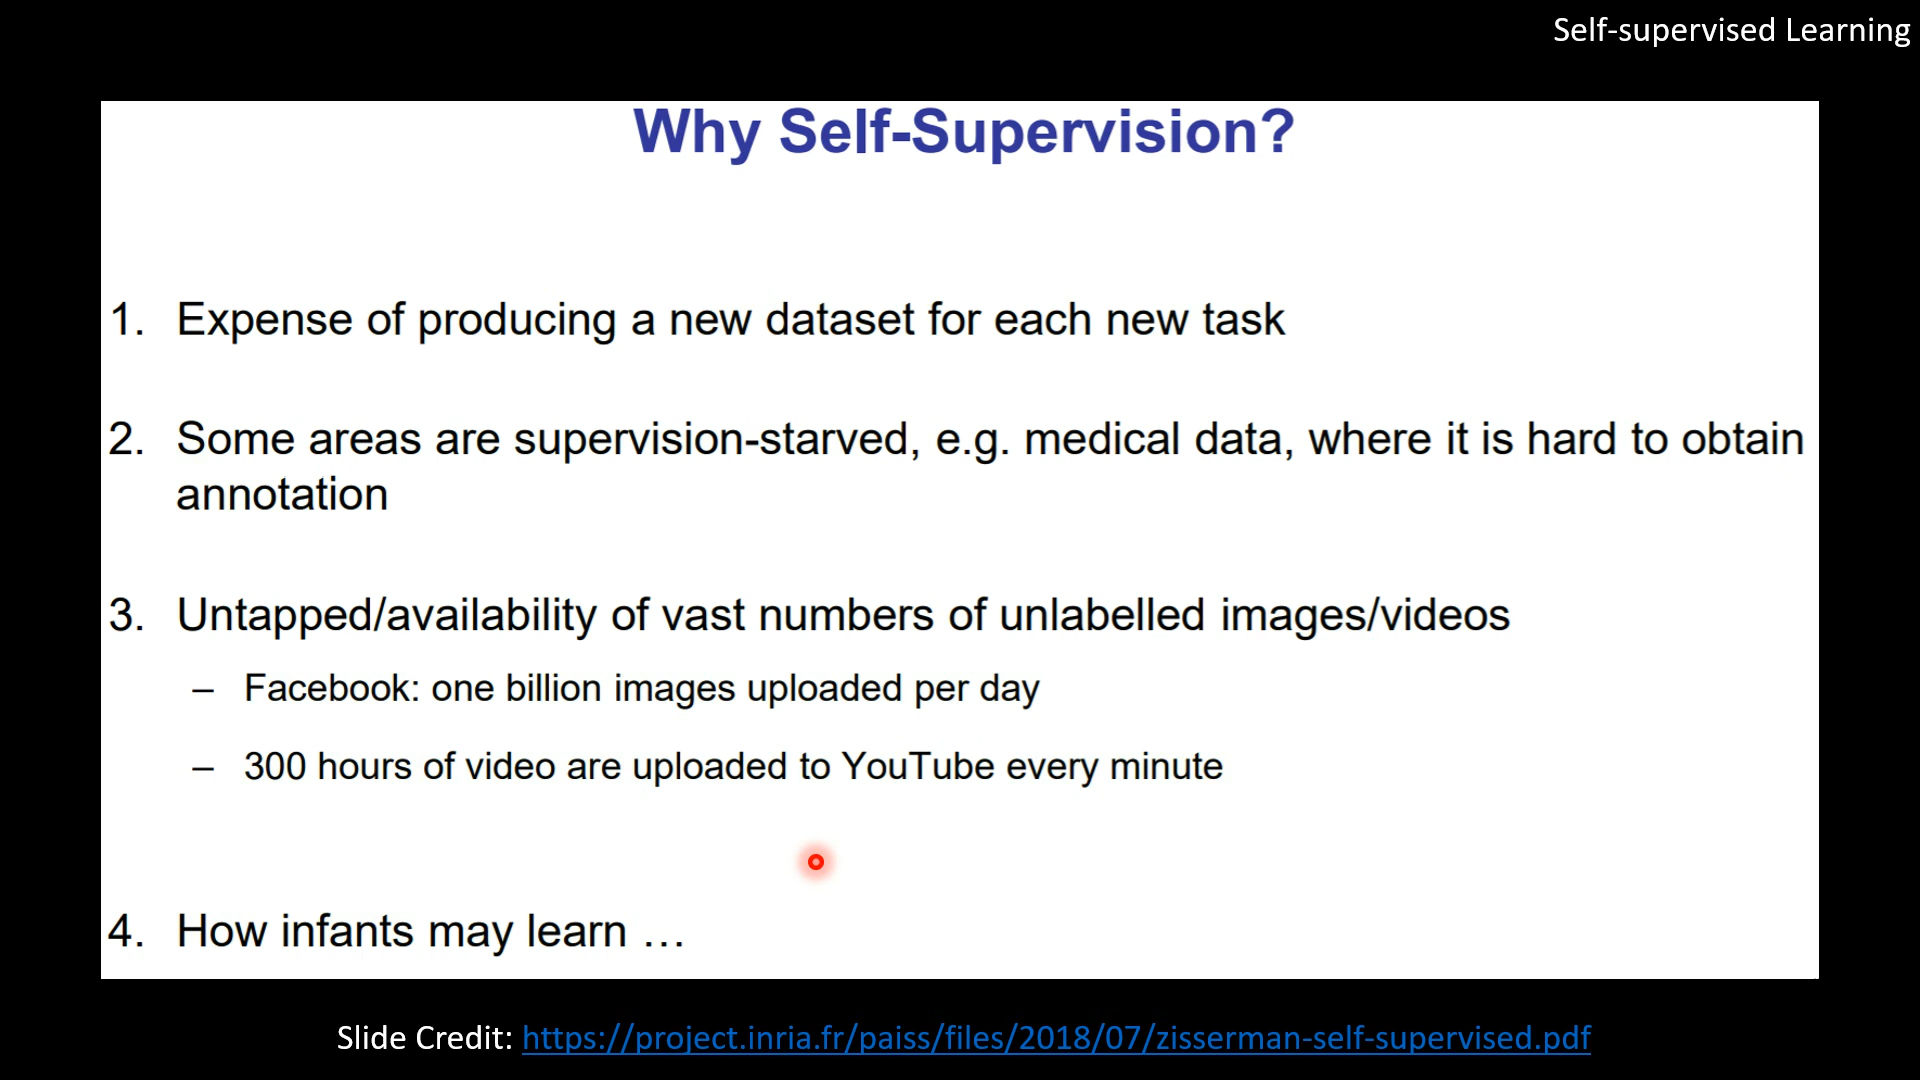 Self-supervised Learning
Why Self-Supervision?
1. Expense of producing a new dataset for each new task
2. Some areas are supervision-starved, e.g. medical data, where it is hard to obtain
annotation
3. Untapped/availability of vast numbers of unlabelled images/videos
– Facebook: one billion images uploaded per day
– 300 hours of video are uploaded to YouTube every minute
4. How infants may learn …
Slide Credit: https://project.inria.fr/paiss/files/2018/07/zisserman-self-supervised.pdf